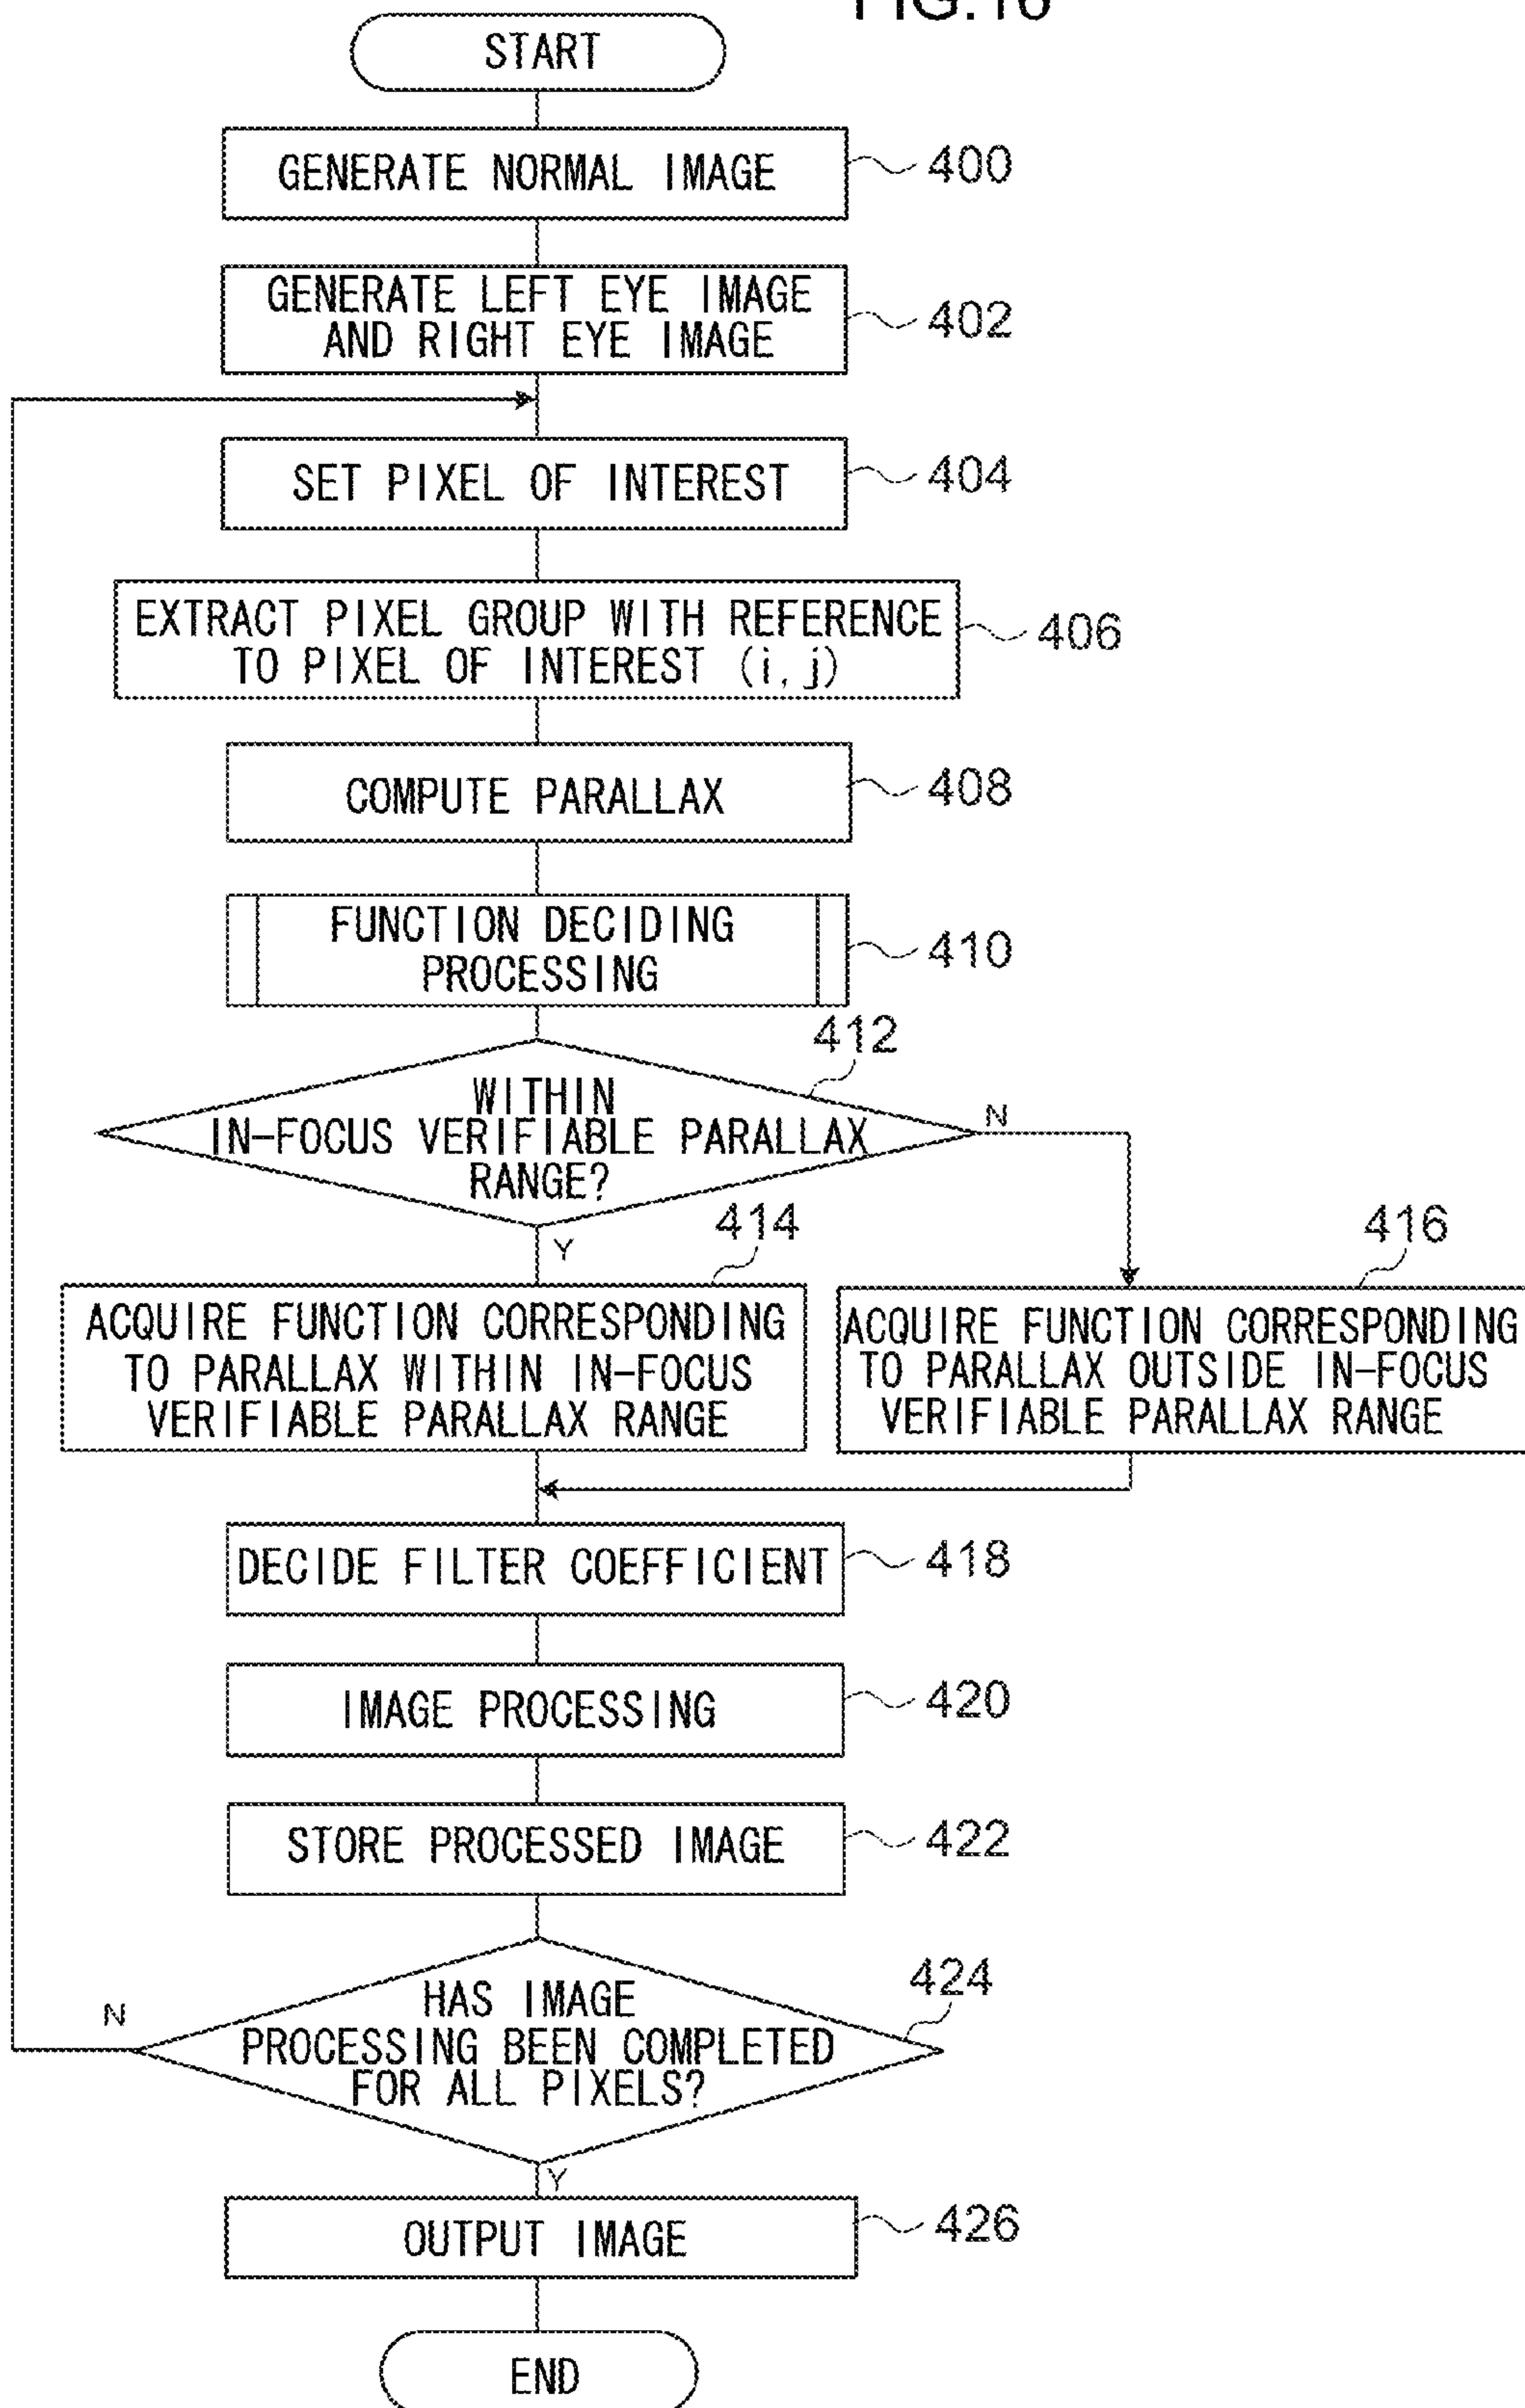 FIG.16
START
GENERATE NORMAL IMAGE
400
GENERATE LEFT EYE IMAGE
AND RIGHT EYE IMAGE
402
SET PIXEL OF INTEREST
404
EXTRACT PIXEL GROUP WITH REFERENCE
TO PIXEL OF INTEREST (i, j)
406
COMPUTE PARALLAX
408
FUNCTION DECIDING
PROCESSING
410
412
WITHIN
IN-FOCUS VERIFIABLE PARALLAX
RANGE?
N
Y
414
ACQUIRE FUNCTION CORRESPONDING
TO PARALLAX WITHIN IN-FOCUS
VERIFIABLE PARALLAX RANGE
416
ACQUIRE FUNCTION CORRESPONDING
TO PARALLAX OUTSIDE IN-FOCUS
VERIFIABLE PARALLAX RANGE
DECIDE FILTER COEFFICIENT
418
IMAGE PROCESSING
420
STORE PROCESSED IMAGE
422
424
HAS IMAGE
PROCESSING BEEN COMPLETED
FOR ALL PIXELS?
N
Y
OUTPUT IMAGE
426
END